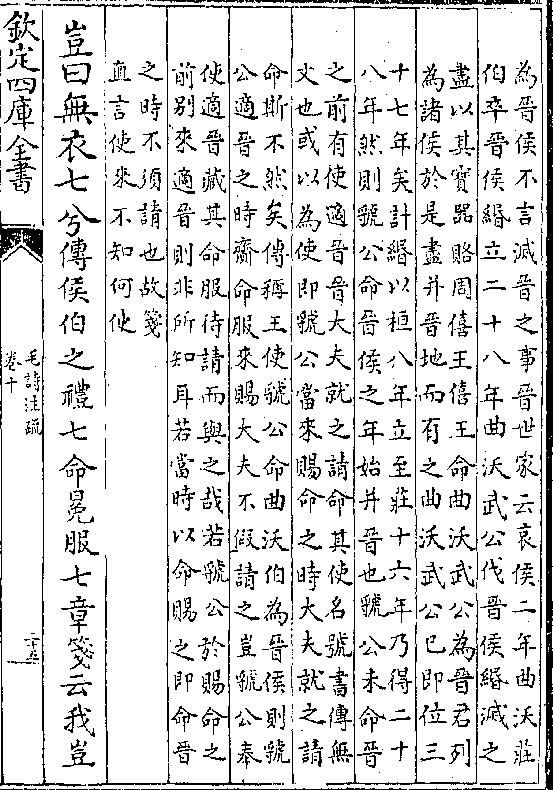 為晉侯不言滅晉之事晉世家云哀侯二年曲沃莊
伯卒晉侯緡立二十八年曲沃武公伐晉侯緡滅之
盡以其寶器賂周僖王僖王命曲沃武公為晉君列
為諸侯於是盡并晉地而有之曲沃武公已即位三
十七年矣計緡以桓八年立至莊十六年乃得二十
八年然則虢公命晉侯之年始并晉也虢公未命晉
之前有使適晉晉大夫就之請命其使名號書傳無
文也或以為使即虢公當來賜命之時大夫就之請
命斯不然矣傳稱王使虢公命曲沃伯為晉侯則虢
公適晉之時齎命服來賜大夫不假請之豈虢公奉
使適晉藏其命服待請而與之哉若虢公於賜命之
前别來適晉則非所知耳若當時以命賜之即命晉
之時不須請也故箋
直言使來不知何使
豈曰無衣七兮傳侯伯之禮七命冕服七章箋云我豈
欽定四庫全書
毛詩注疏
卷十
二十五